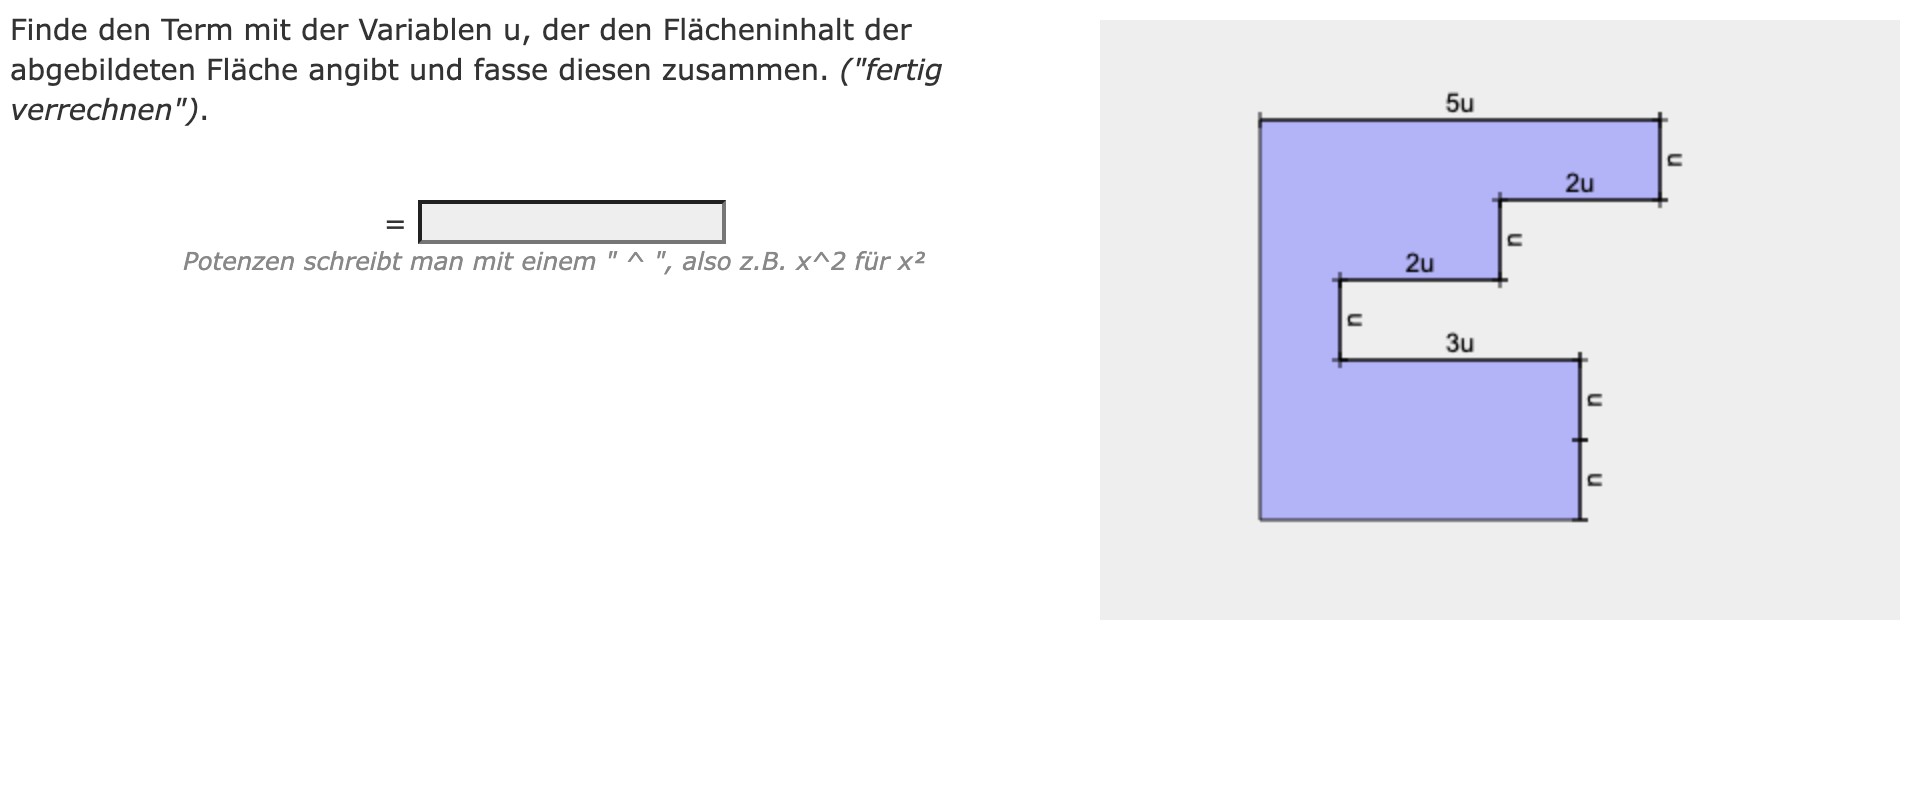 Finde den Term mit der Variablen u, der den Flächeninhalt der
abgebildeten Fläche angibt und fasse diesen zusammen. ("fertig
verrechnen").
=
Potenzen schreibt man mit einem " ^ ", also z.B. x^2 für x²
5u
u
2u
u
2u
u
3u
u
u